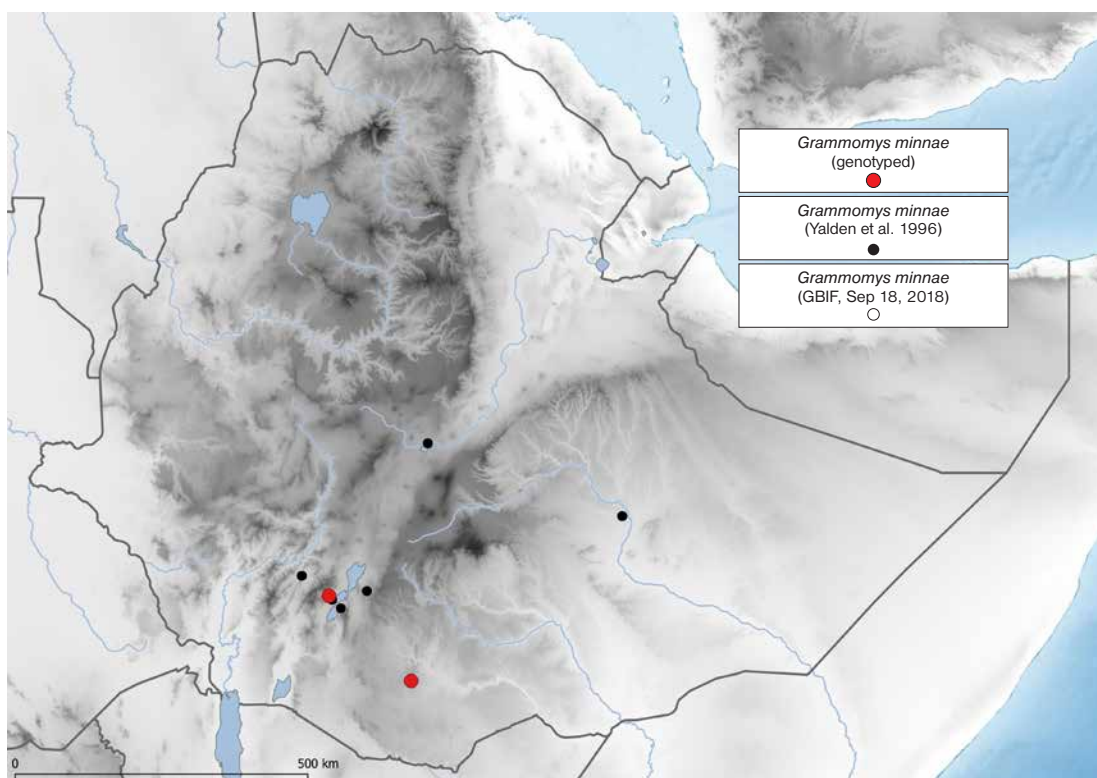 Grammomys minnae
(genotyped)
Grammomys minnae
(Yalden et al. 1996)
Grammomys minnae
(GBIF, Sep 18, 2018)
0
500 km